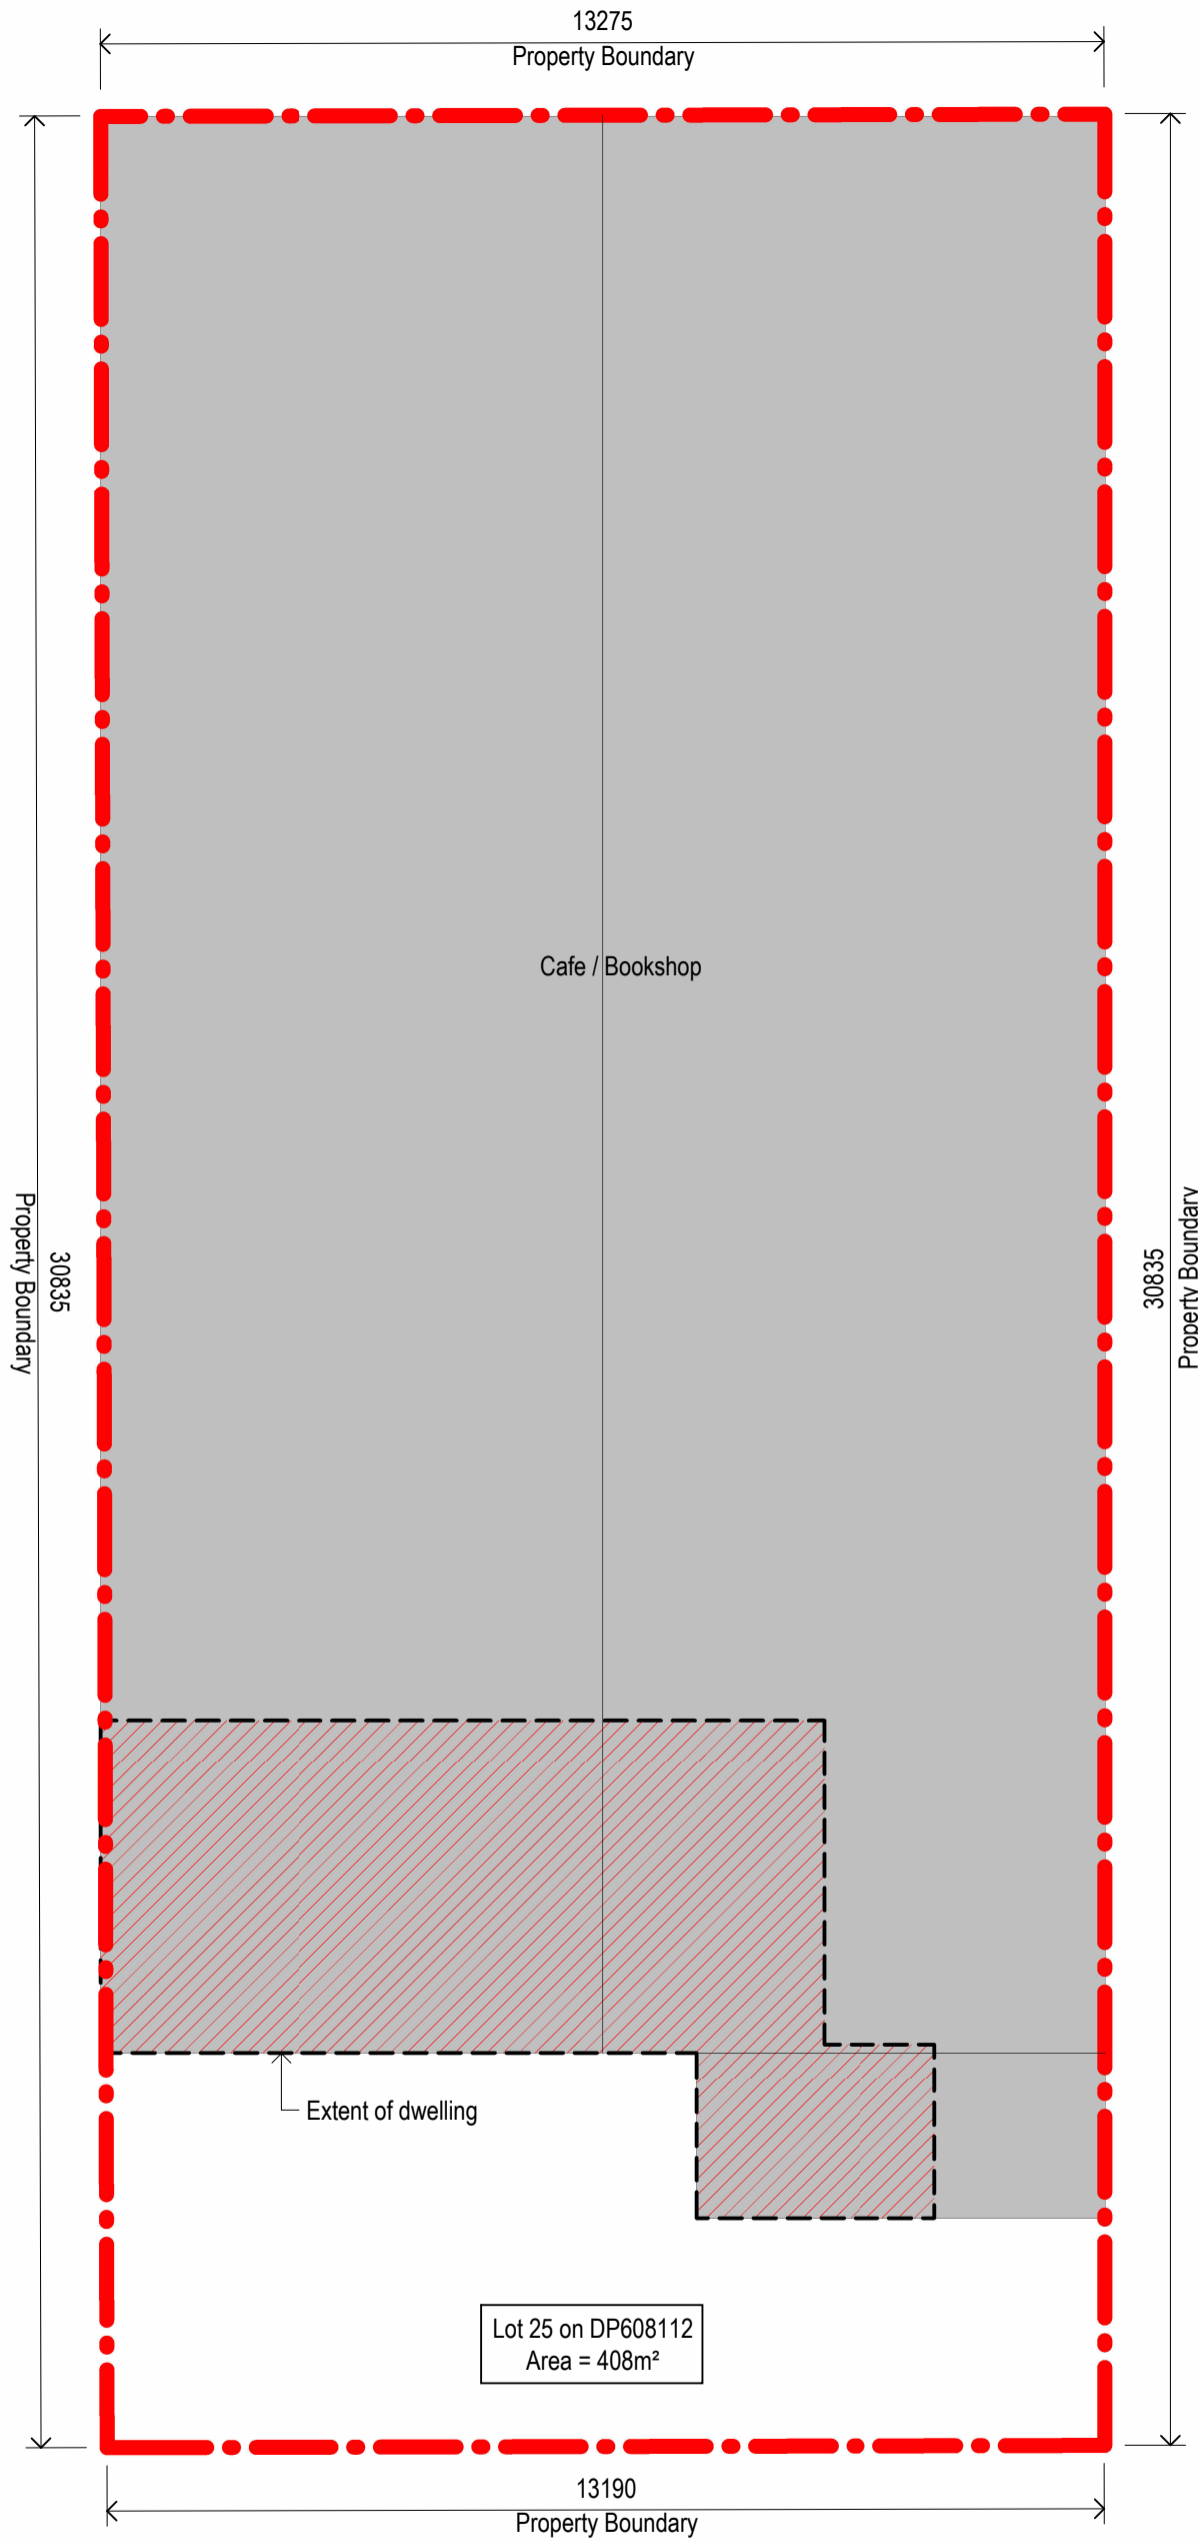 13275
Property Boundary
Property Boundary
30835
30835
Property Boundary
Cafe / Bookshop
Extent of dwelling
Lot 25 on DP608112
Area = 408m²
13190
Property Boundary